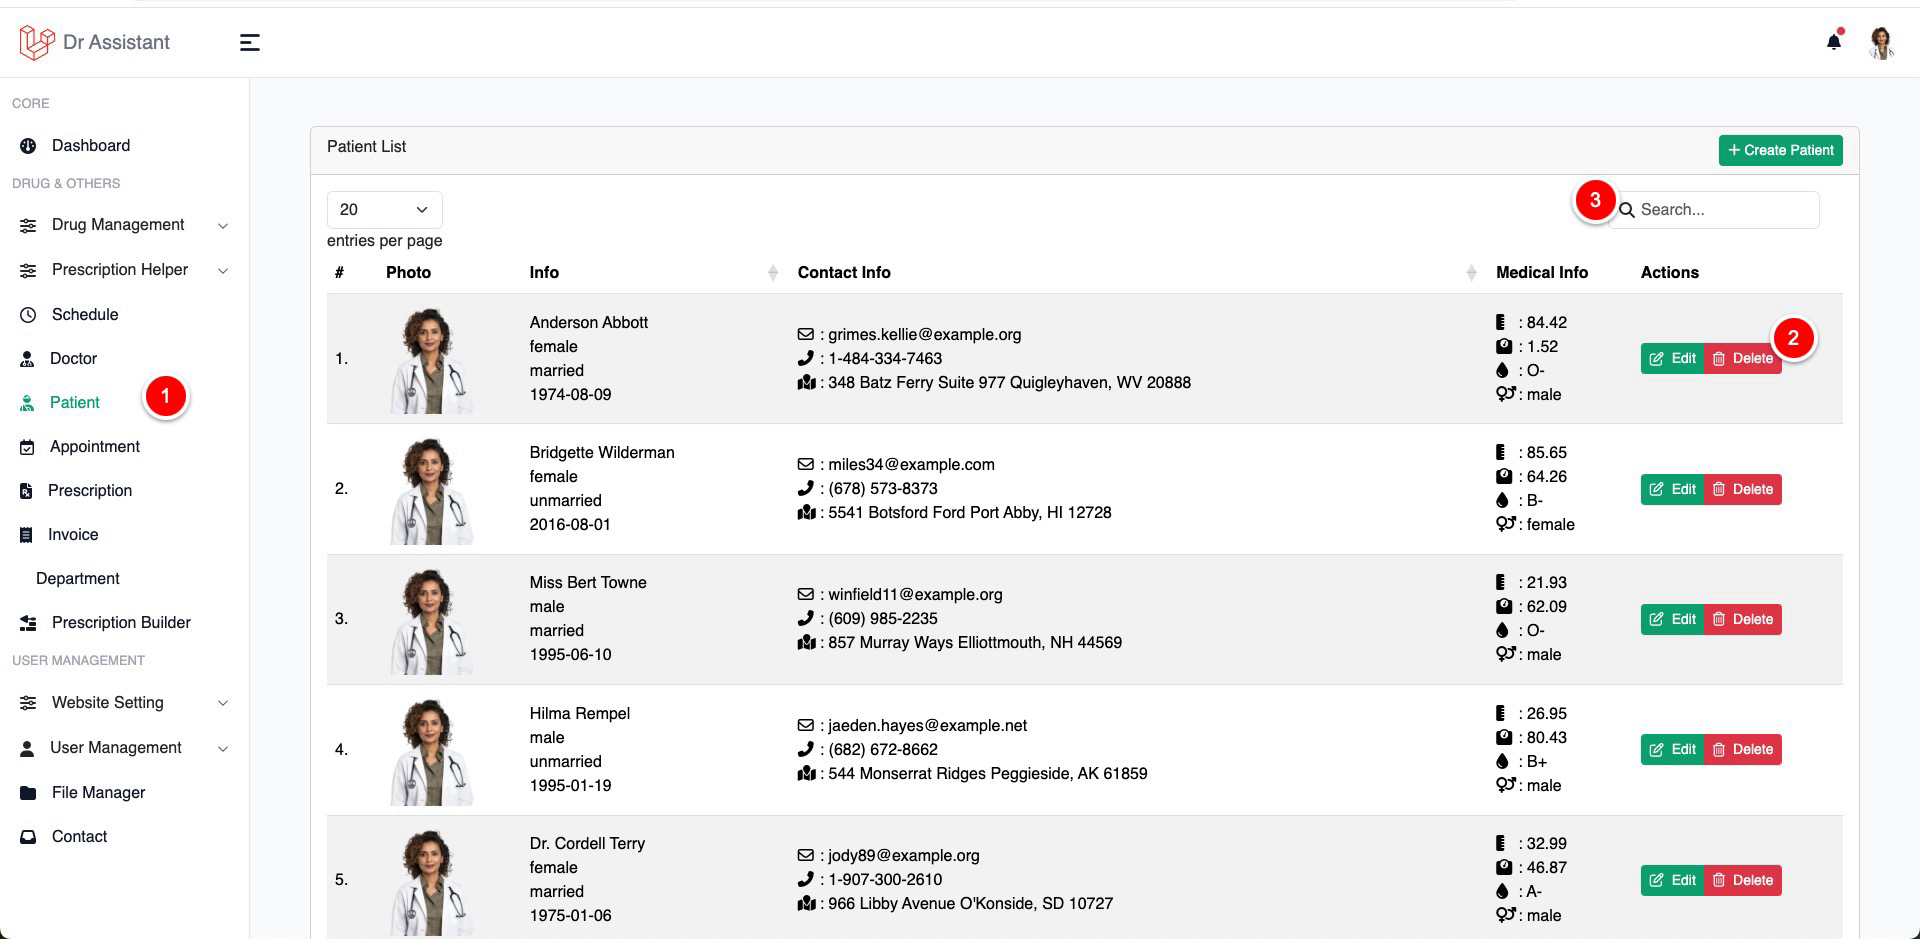 Dr Assistant
CORE
Dashboard
DRUG & OTHERS
Drug Management
Prescription Helper
Schedule
Doctor
Patient
1
Appointment
Prescription
Invoice
Department
Prescription Builder
USER MANAGEMENT
Website Setting
User Management
File Manager
Contact
Patient List
+ Create Patient
20
entries per page
3
Search...
# Photo Info Contact Info Medical Info Actions
1.
Anderson Abbott
female
married
1974-08-09
: grimes.kellie@example.org
: 1-484-334-7463
: 348 Batz Ferry Suite 977 Quigleyhaven, WV 20888
: 84.42
: 1.52
: O-
: male
Edit Delete
2
2.
Bridgette Wilderman
female
unmarried
2016-08-01
: miles34@example.com
: (678) 573-8373
: 5541 Botsford Ford Port Abby, HI 12728
: 85.65
: 64.26
: B-
: female
Edit Delete
3.
Miss Bert Towne
male
married
1995-06-10
: winfield11@example.org
: (609) 985-2235
: 857 Murray Ways Elliottmouth, NH 44569
: 21.93
: 62.09
: O-
: male
Edit Delete
4.
Hilma Rempel
male
unmarried
1995-01-19
: jaeden.hayes@example.net
: (682) 672-8662
: 544 Monserrat Ridges Peggieside, AK 61859
: 26.95
: 80.43
: B+
: male
Edit Delete
5.
Dr. Cordell Terry
female
married
1975-01-06
: jody89@example.org
: 1-907-300-2610
: 966 Libby Avenue O'Konside, SD 10727
: 32.99
: 46.87
: A-
: male
Edit Delete